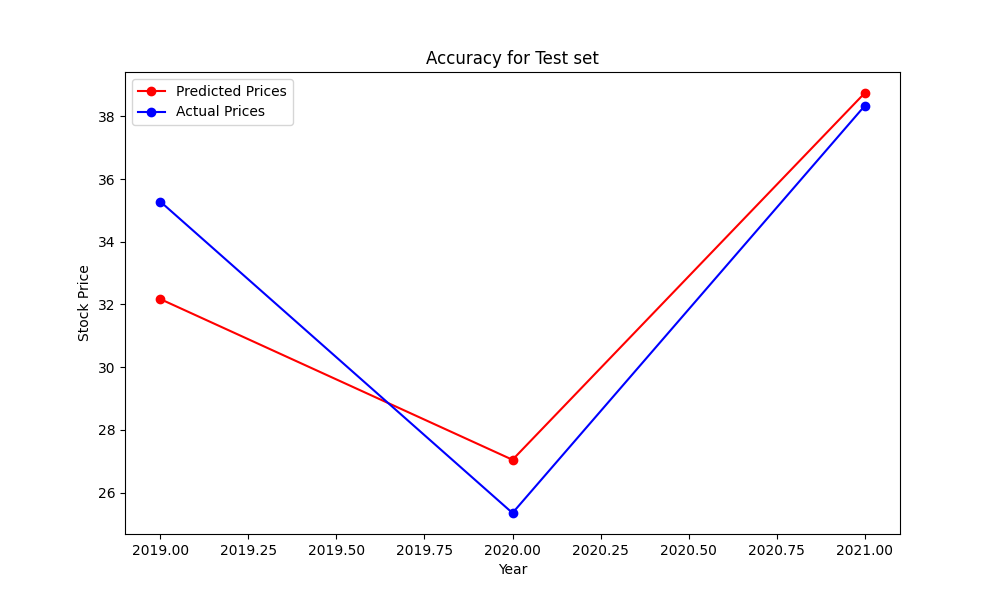 Accuracy for Test set
Predicted Prices
Actual Prices
38
36
34
32
30
28
26
Stock Price
2019.00 2019.25 2019.50 2019.75 2020.00 2020.25 2020.50 2020.75 2021.00
Year